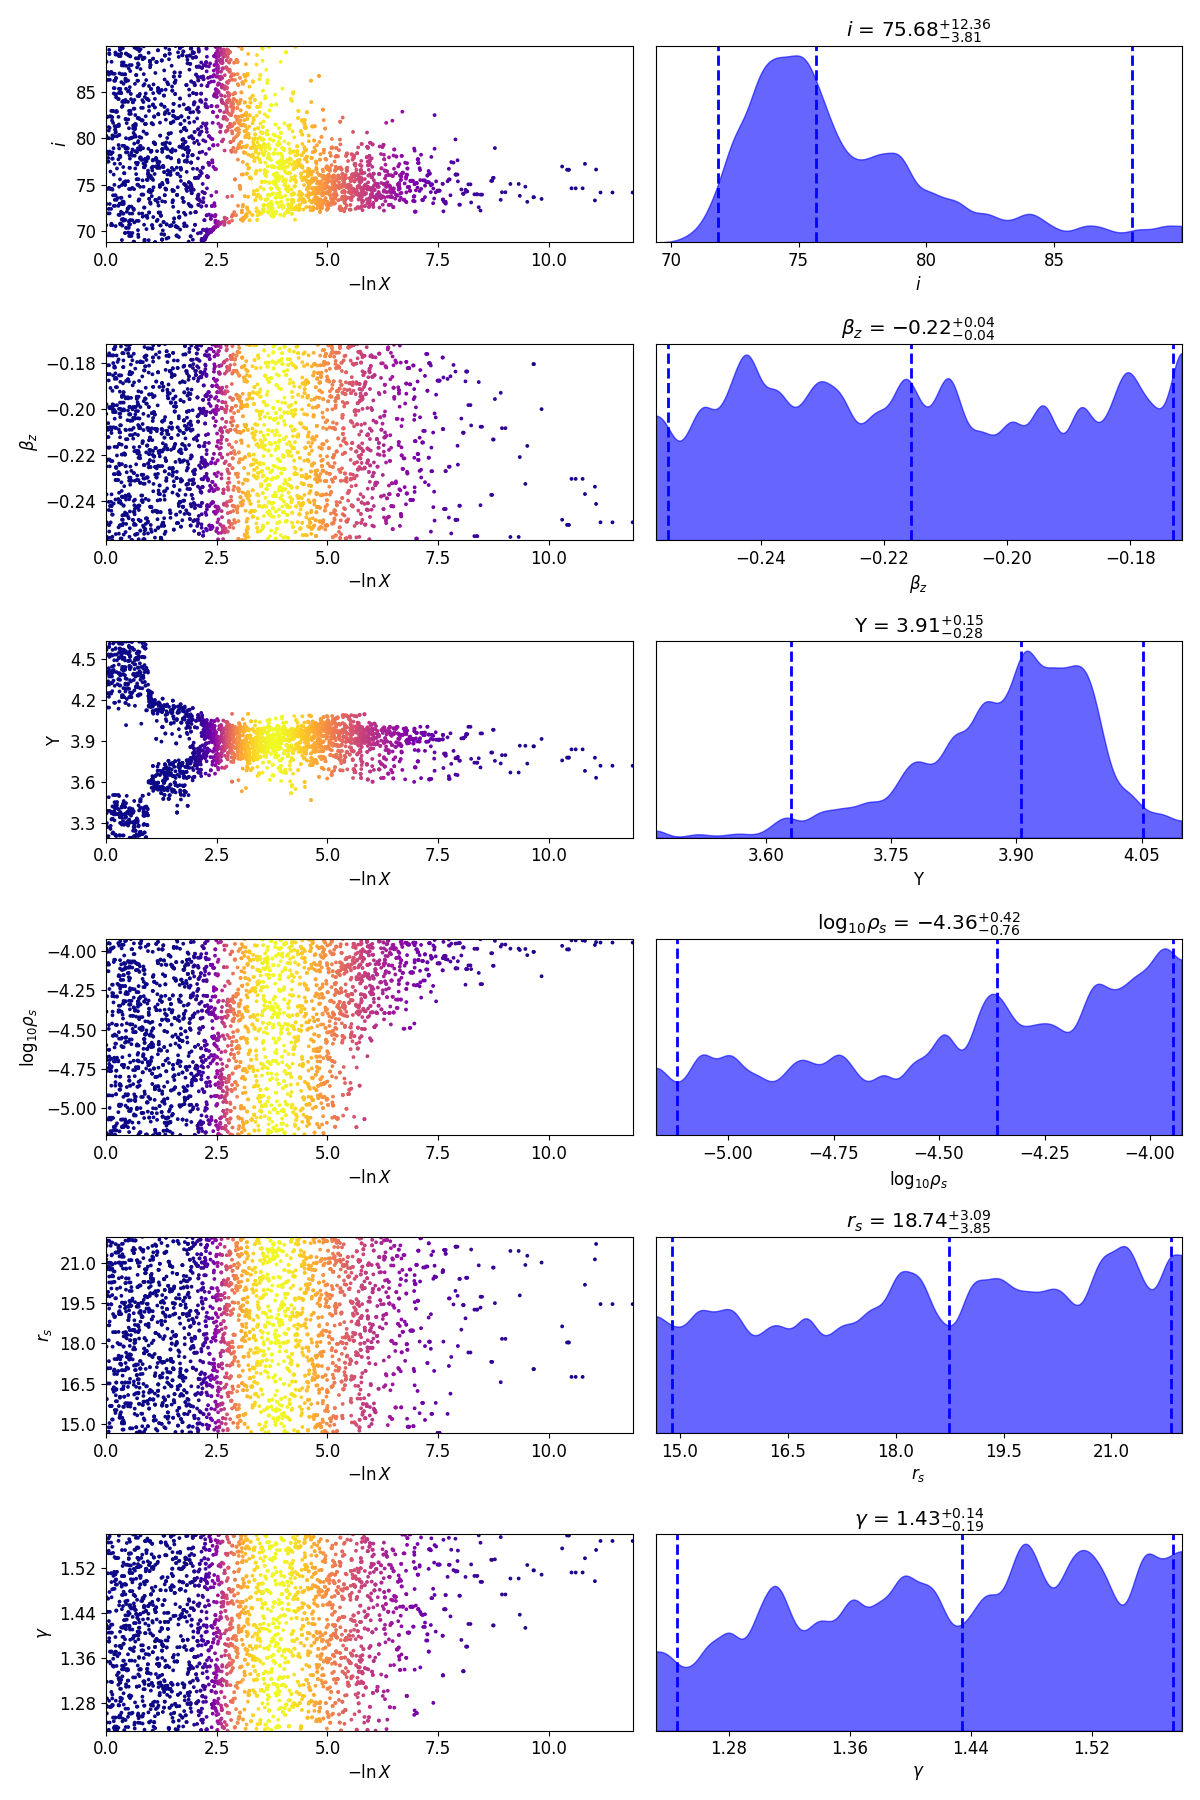 i = 75.68 +12.36 −3.81
85
80
75
70
i
0.0 2.5 5.0 7.5 10.0
−ln X
70 75 80 85
i
β_z = −0.22 +0.04 −0.04
−0.18
−0.20
−0.22
−0.24
β_z
0.0 2.5 5.0 7.5 10.0
−ln X
−0.24 −0.22 −0.20 −0.18
β_z
Y = 3.91 +0.15 −0.28
4.5
4.2
3.9
3.6
3.3
Y
0.0 2.5 5.0 7.5 10.0
−ln X
3.60 3.75 3.90 4.05
Y
log₁₀ρ_s = −4.36 +0.42 −0.76
−4.00
−4.25
−4.50
−4.75
−5.00
log₁₀ρ_s
0.0 2.5 5.0 7.5 10.0
−ln X
−5.00 −4.75 −4.50 −4.25 −4.00
log₁₀ρ_s
r_s = 18.74 +3.09 −3.85
21.0
19.5
18.0
16.5
15.0
r_s
0.0 2.5 5.0 7.5 10.0
−ln X
15.0 16.5 18.0 19.5 21.0
r_s
γ = 1.43 +0.14 −0.19
1.52
1.44
1.36
1.28
γ
0.0 2.5 5.0 7.5 10.0
−ln X
1.28 1.36 1.44 1.52
γ